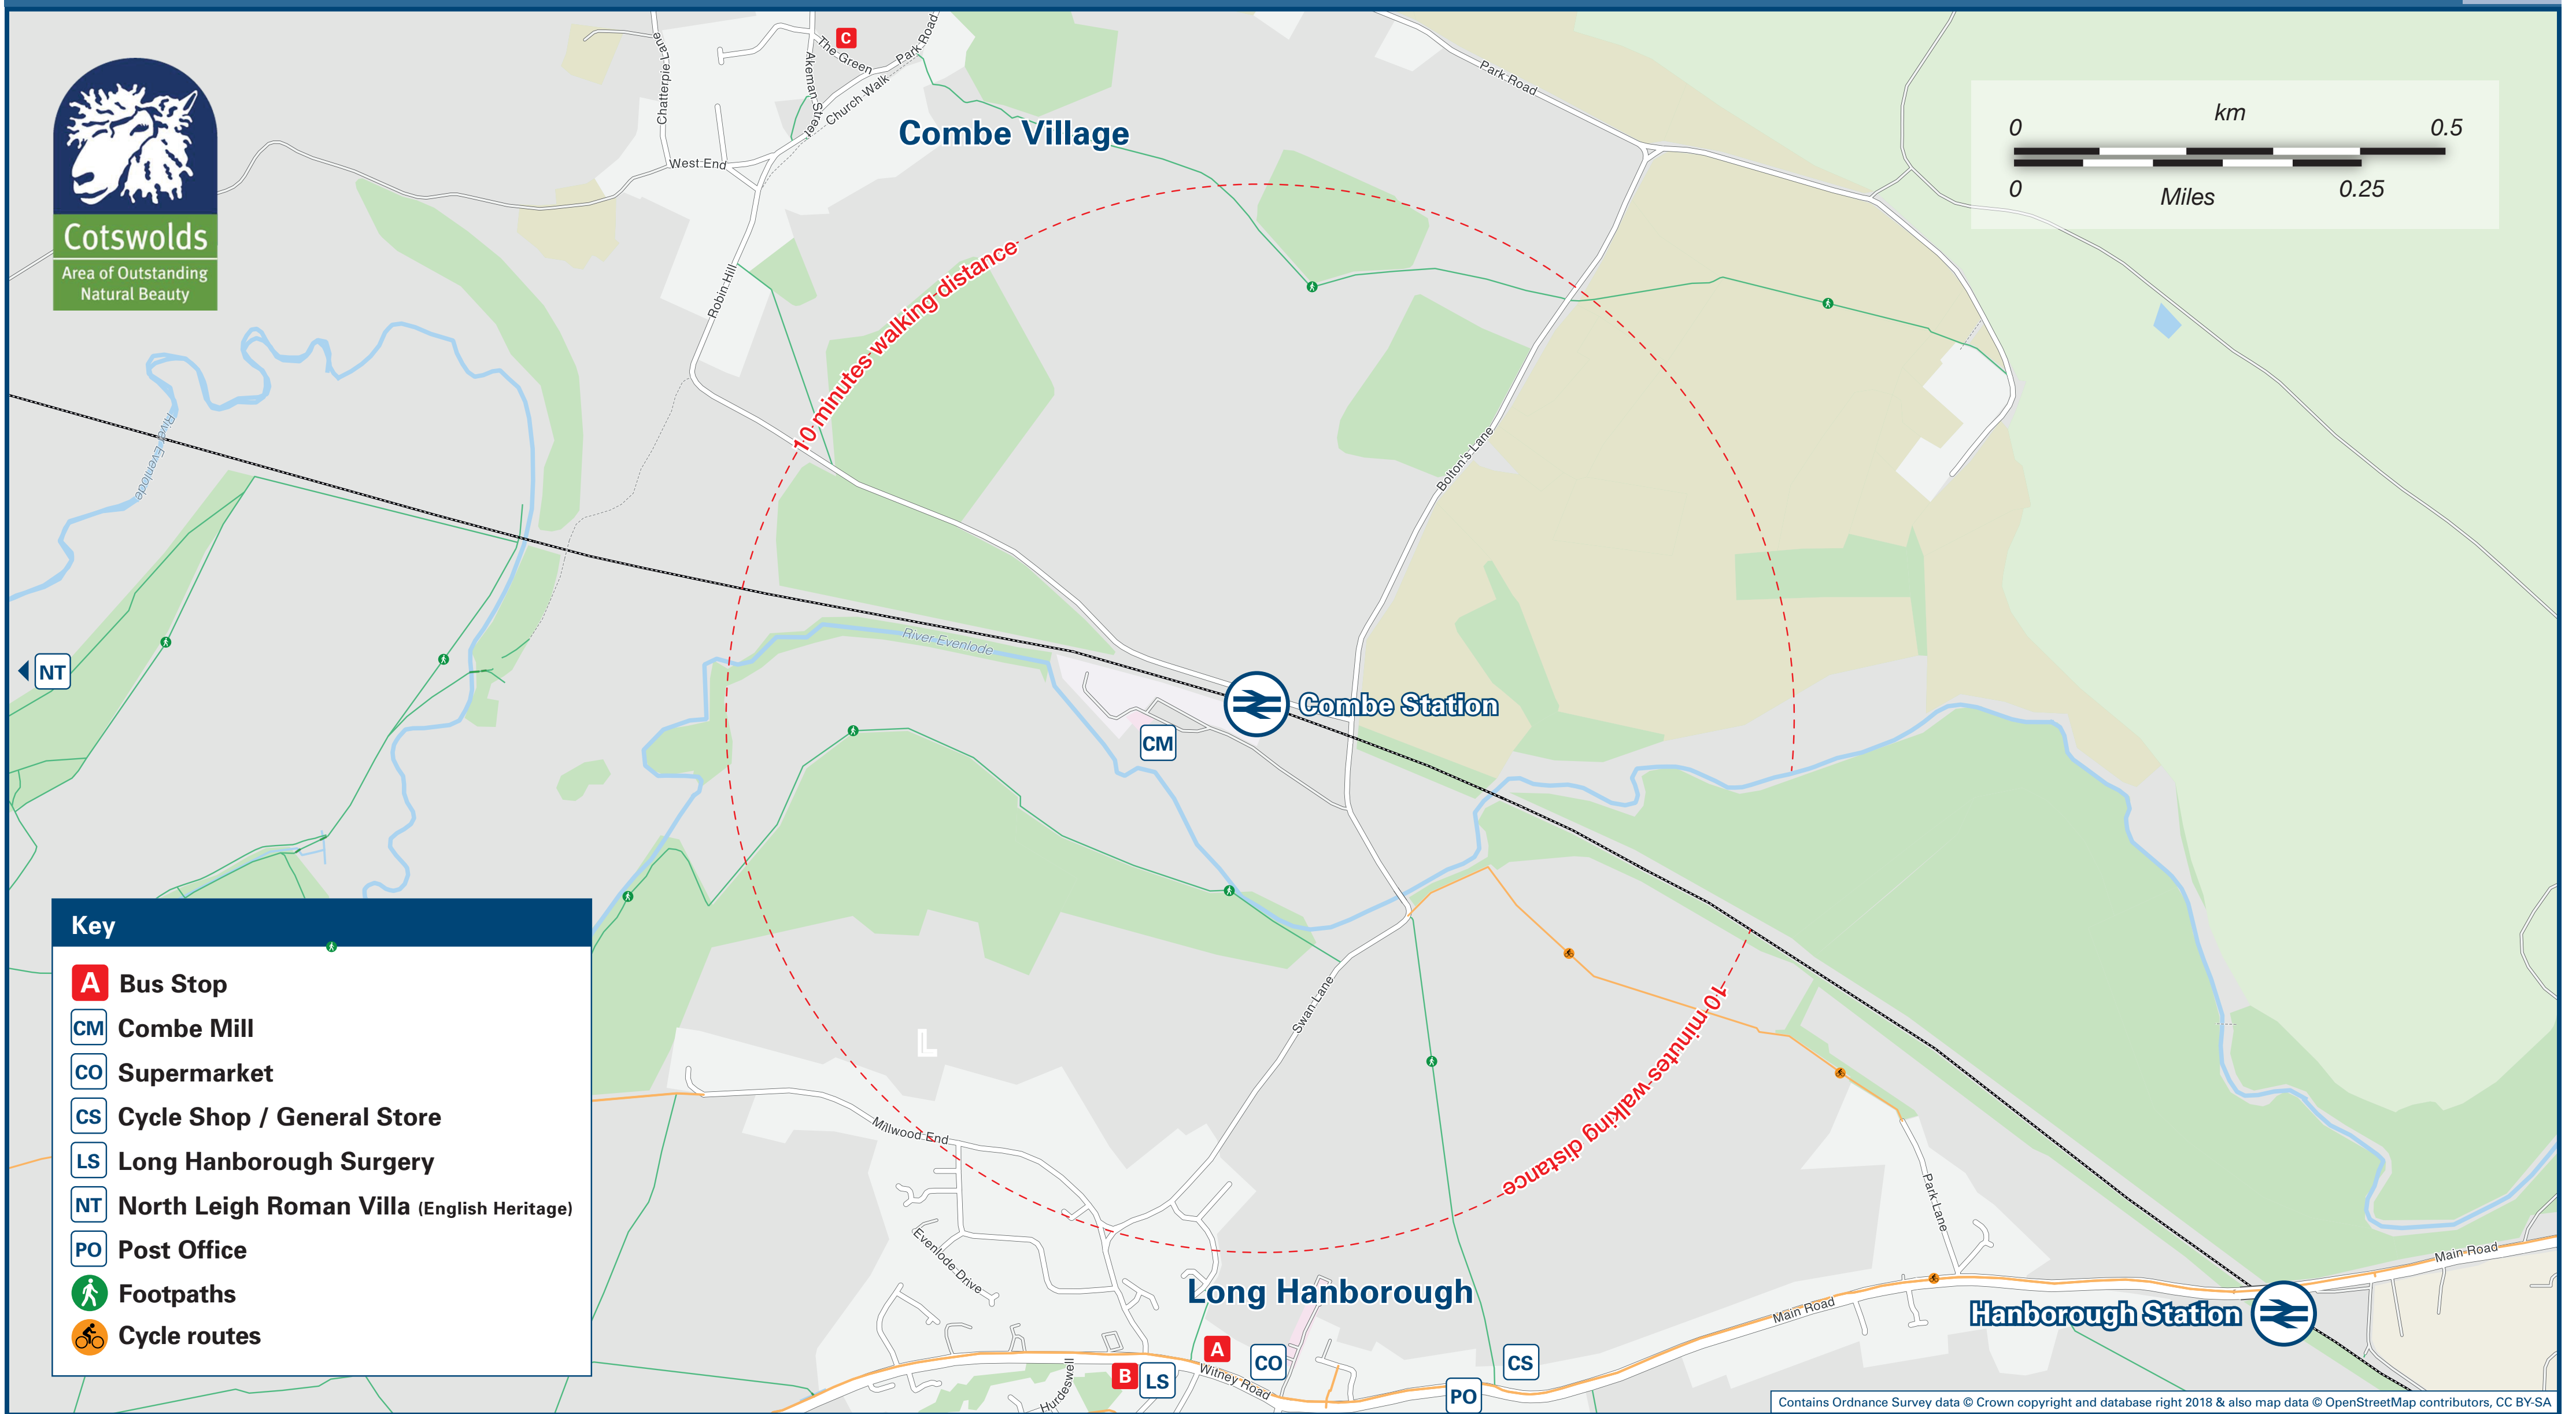 Chatterpie Lane
The Green
C
Park Road
Akeman Street
Church Walk
Park Road
West End
Combe Village
km
0
0.5
0
Miles
0.25
Cotswolds
Area of Outstanding
Natural Beauty
10 minutes walking distance
Robin Hill
River Evenlode
Bolton's Lane
River Evenlode
NT
Combe Station
CM
Key
A Bus Stop
CM Combe Mill
CO Supermarket
CS Cycle Shop / General Store
LS Long Hanborough Surgery
NT North Leigh Roman Villa (English Heritage)
PO Post Office
Footpaths
Cycle routes
Swan Lane
L
10 minutes walking distance
Millwood End
Evenlode Drive
Park Lane
Main Road
Long Hanborough
Main Road
Hanborough Station
A
B
LS
CO
CS
PO
Witney Road
Hurdeswell
Contains Ordnance Survey data © Crown copyright and database right 2018 & also map data © OpenStreetMap contributors, CC BY-SA